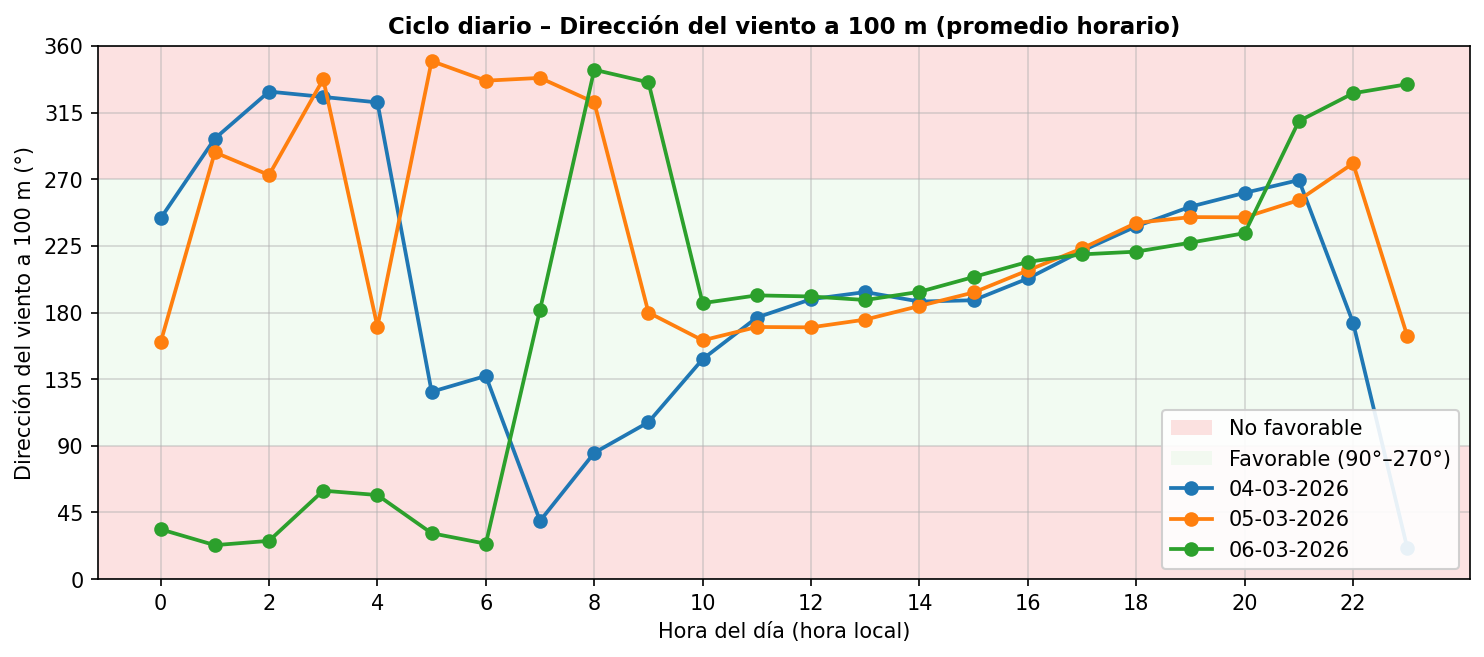 Ciclo diario – Dirección del viento a 100 m (promedio horario)
Dirección del viento a 100 m (°)
360
315
270
225
180
135
90
45
0
0 2 4 6 8 10 12 14 16 18 20 22
Hora del día (hora local)
No favorable
Favorable (90°–270°)
04-03-2026
05-03-2026
06-03-2026